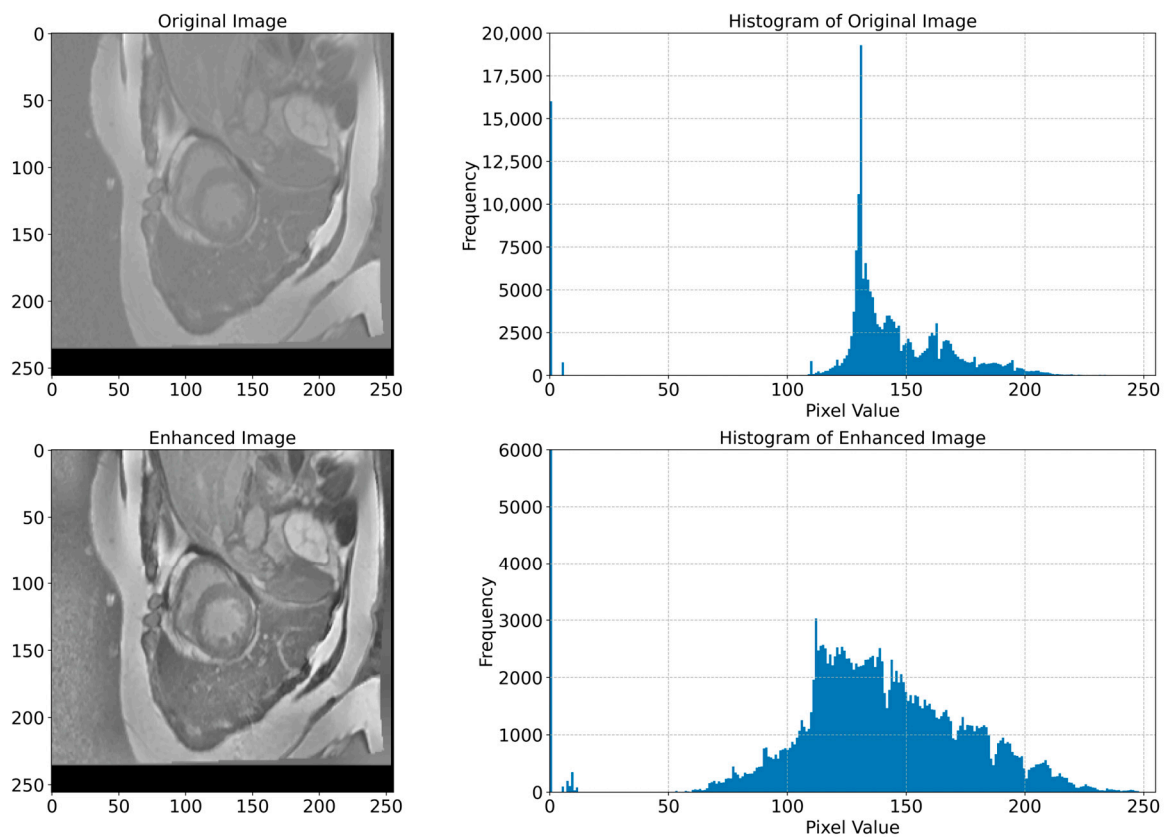 Original Image
0
50
100
150
200
250
0 50 100 150 200 250
Histogram of Original Image
Frequency
20,000
17,500
15,000
12,500
10,000
7500
5000
2500
0
0 50 100 150 200 250
Pixel Value
Enhanced Image
0
50
100
150
200
250
0 50 100 150 200 250
Histogram of Enhanced Image
Frequency
6000
5000
4000
3000
2000
1000
0
0 50 100 150 200 250
Pixel Value